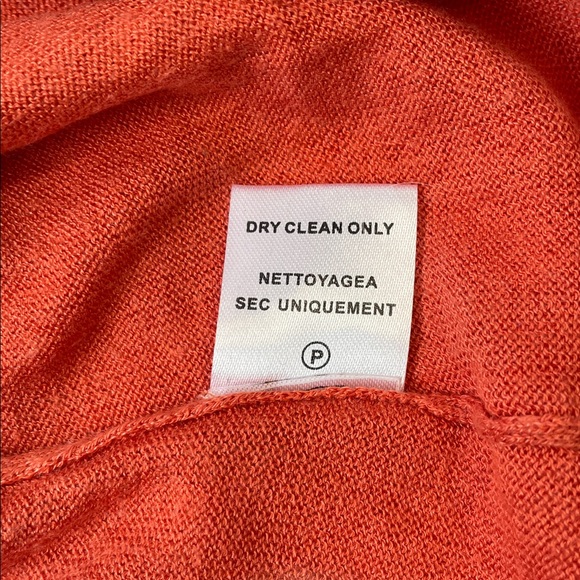 DRY CLEAN ONLY
NETTOYAGEA
SEC UNIQUEMENT
P